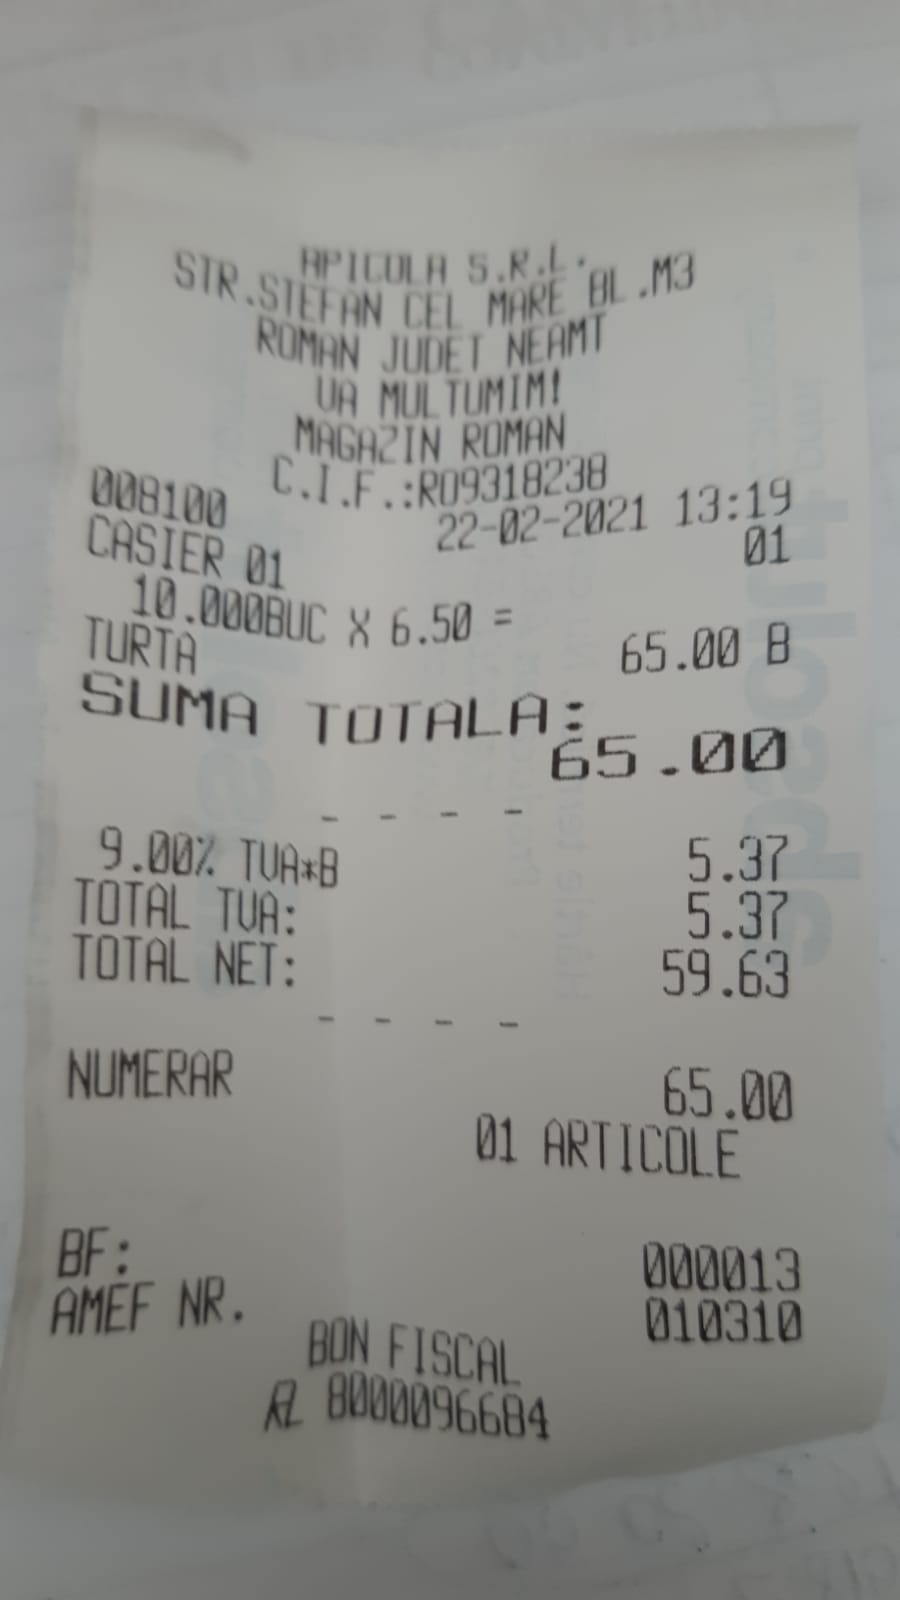 APICOLA S.R.L.
STR.STEFAN CEL MARE BL.M3
ROMAN JUDET NEAMT
VA MULTUMIM!
MAGAZIN ROMAN
C.I.F.:RO9318238
008100 22-02-2021 13:19
CASIER 01 01
10.000BUC X 6.50 =
TURTA 65.00 B
SUMA TOTALA:
65.00
- - - -
9.00% TVA*B 5.37
TOTAL TVA: 5.37
TOTAL NET: 59.63
- - - -
NUMERAR 65.00
01 ARTICOLE
BF: 000013
AMEF NR. 010310
BON FISCAL
8000096684